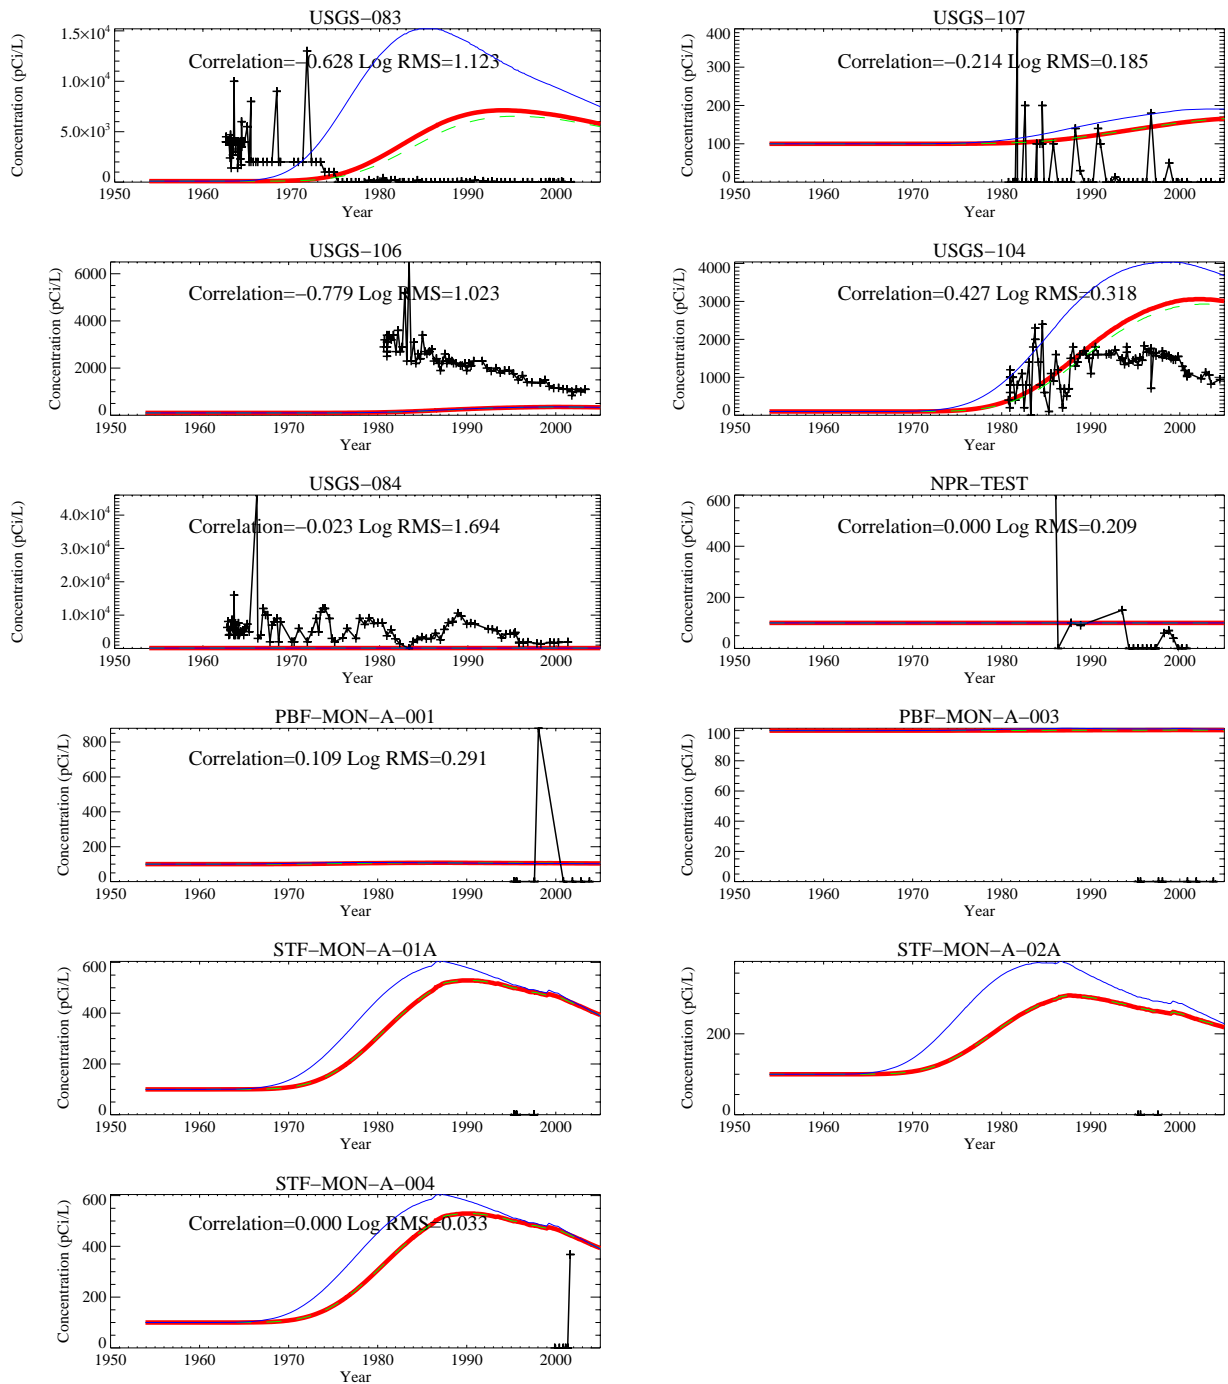 USGS−083
Concentration (pCi/L)
1.5×10⁴
1.0×10⁴
5.0×10³
0
Correlation=−0.628 Log RMS=1.123
1950 1960 1970 1980 1990 2000
Year
USGS−107
Concentration (pCi/L)
400
300
200
100
0
Correlation=−0.214 Log RMS=0.185
1950 1960 1970 1980 1990 2000
Year
USGS−106
Concentration (pCi/L)
6000
4000
2000
0
Correlation=−0.779 Log RMS=1.023
1950 1960 1970 1980 1990 2000
Year
USGS−104
Concentration (pCi/L)
4000
3000
2000
1000
0
Correlation=0.427 Log RMS=0.318
1950 1960 1970 1980 1990 2000
Year
USGS−084
Concentration (pCi/L)
4.0×10⁴
3.0×10⁴
2.0×10⁴
1.0×10⁴
0
Correlation=−0.023 Log RMS=1.694
1950 1960 1970 1980 1990 2000
Year
NPR−TEST
Concentration (pCi/L)
600
400
200
0
Correlation=0.000 Log RMS=0.209
1950 1960 1970 1980 1990 2000
Year
PBF−MON−A−001
Concentration (pCi/L)
800
600
400
200
0
Correlation=0.109 Log RMS=0.291
1950 1960 1970 1980 1990 2000
Year
PBF−MON−A−003
Concentration (pCi/L)
100
80
60
40
20
0
1950 1960 1970 1980 1990 2000
Year
STF−MON−A−01A
Concentration (pCi/L)
600
400
200
0
1950 1960 1970 1980 1990 2000
Year
STF−MON−A−02A
Concentration (pCi/L)
200
0
1950 1960 1970 1980 1990 2000
Year
STF−MON−A−004
Concentration (pCi/L)
600
400
200
0
Correlation=0.000 Log RMS=0.033
1950 1960 1970 1980 1990 2000
Year